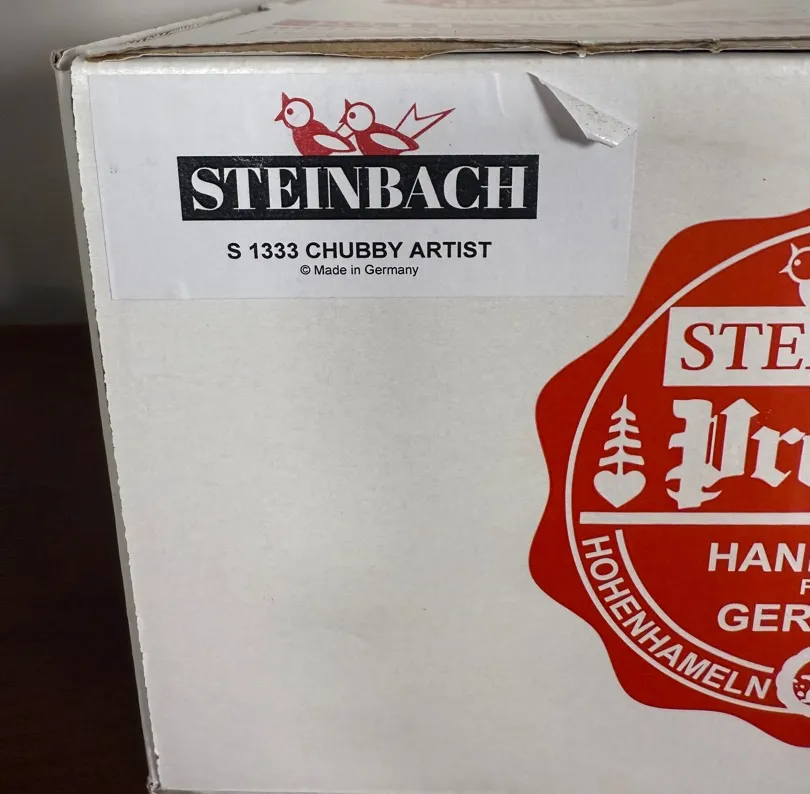 STEINBACH
S 1333 CHUBBY ARTIST
© Made in Germany
STE
HAN
GER
HOHENHAMELN